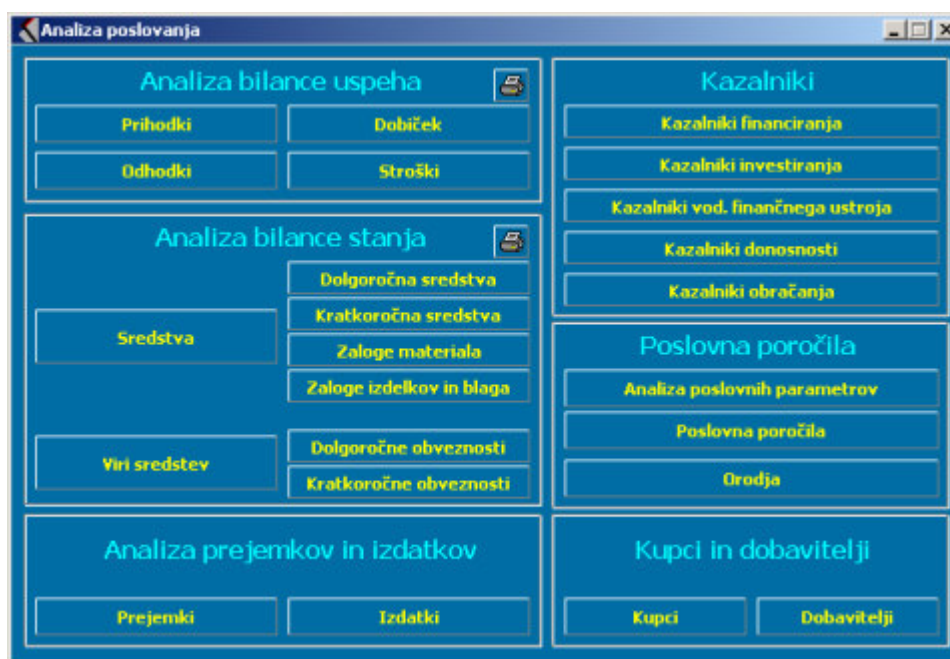 Analiza poslovanja
Analiza bilance uspeha
Prihodki
Dobiček
Odhodki
Stroški
Analiza bilance stanja
Sredstva
Dolgoročna sredstva
Kratkoročna sredstva
Zaloge materiala
Zaloge izdelkov in blaga
Viri sredstev
Dolgoročne obveznosti
Kratkoročne obveznosti
Analiza prejemkov in izdatkov
Prejemki
Izdatki
Kazalniki
Kazalniki financiranja
Kazalniki investiranja
Kazalniki vod. finančnega ustroja
Kazalniki donosnosti
Kazalniki obračanja
Poslovna poročila
Analiza poslovnih parametrov
Poslovna poročila
Orodja
Kupci in dobavitelji
Kupci
Dobavitelji